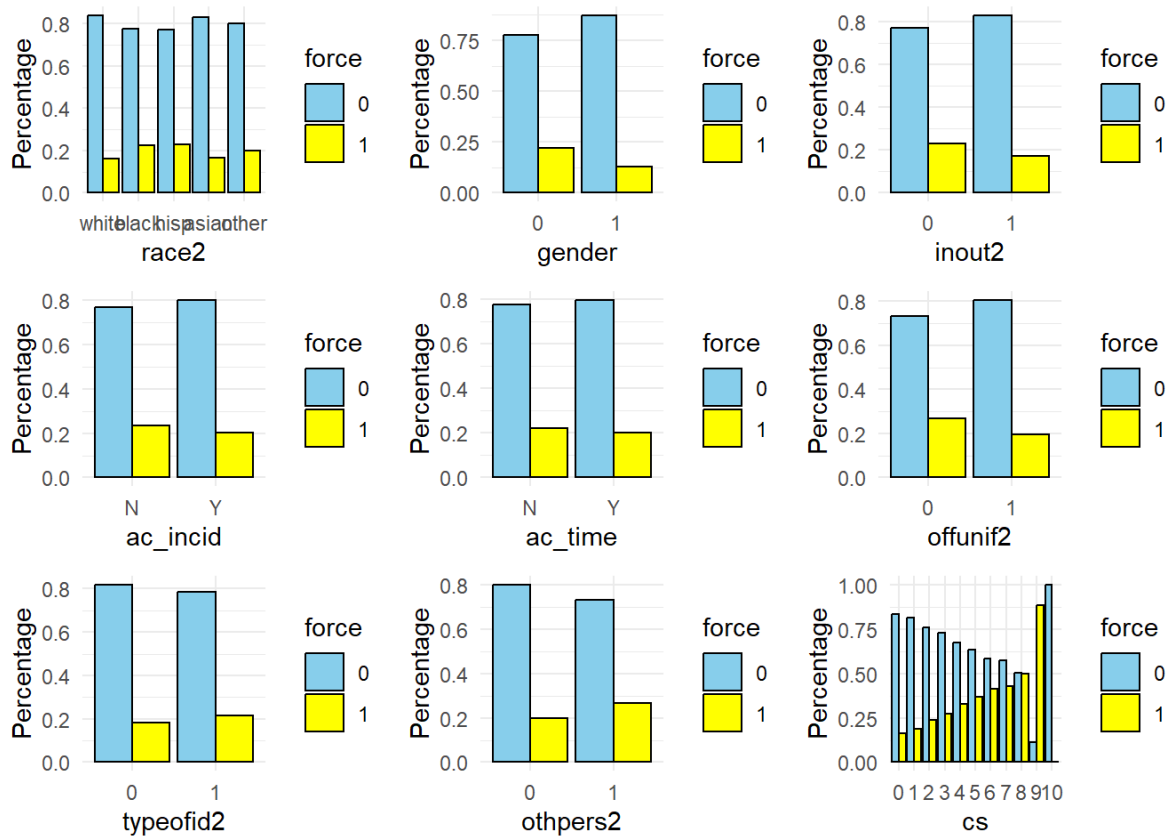 Percentage
0.8
0.6
0.4
0.2
0.0
white black hisp asian other
race2
force
0
1
Percentage
0.75
0.50
0.25
0.00
0 1
gender
force
0
1
Percentage
0.8
0.6
0.4
0.2
0.0
0 1
inout2
force
0
1
Percentage
0.8
0.6
0.4
0.2
0.0
N Y
ac_incid
force
0
1
Percentage
0.8
0.6
0.4
0.2
0.0
N Y
ac_time
force
0
1
Percentage
0.8
0.6
0.4
0.2
0.0
0 1
offunif2
force
0
1
Percentage
0.8
0.6
0.4
0.2
0.0
0 1
typeofid2
force
0
1
Percentage
0.8
0.6
0.4
0.2
0.0
0 1
othpers2
force
0
1
Percentage
1.00
0.75
0.50
0.25
0.00
0 1 2 3 4 5 6 7 8 9 10
cs
force
0
1